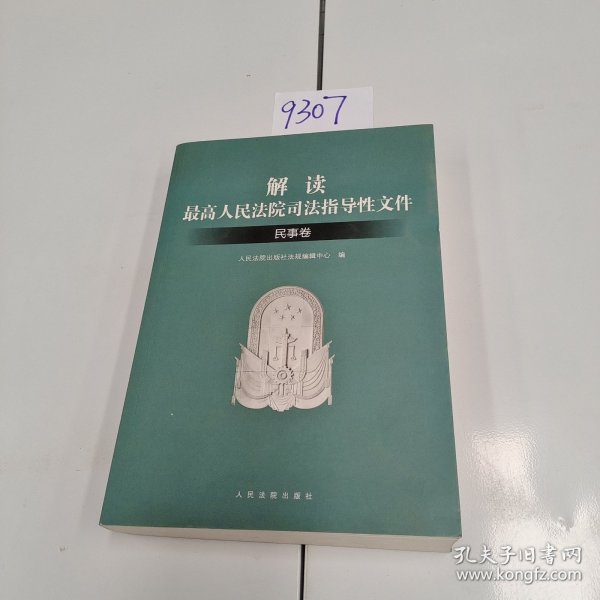 9307
解读
最高人民法院司法指导性文件
民事卷
人民法院出版社法规编辑中心 编
人民法院出版社
孔夫子旧书网
www.kongfz.com